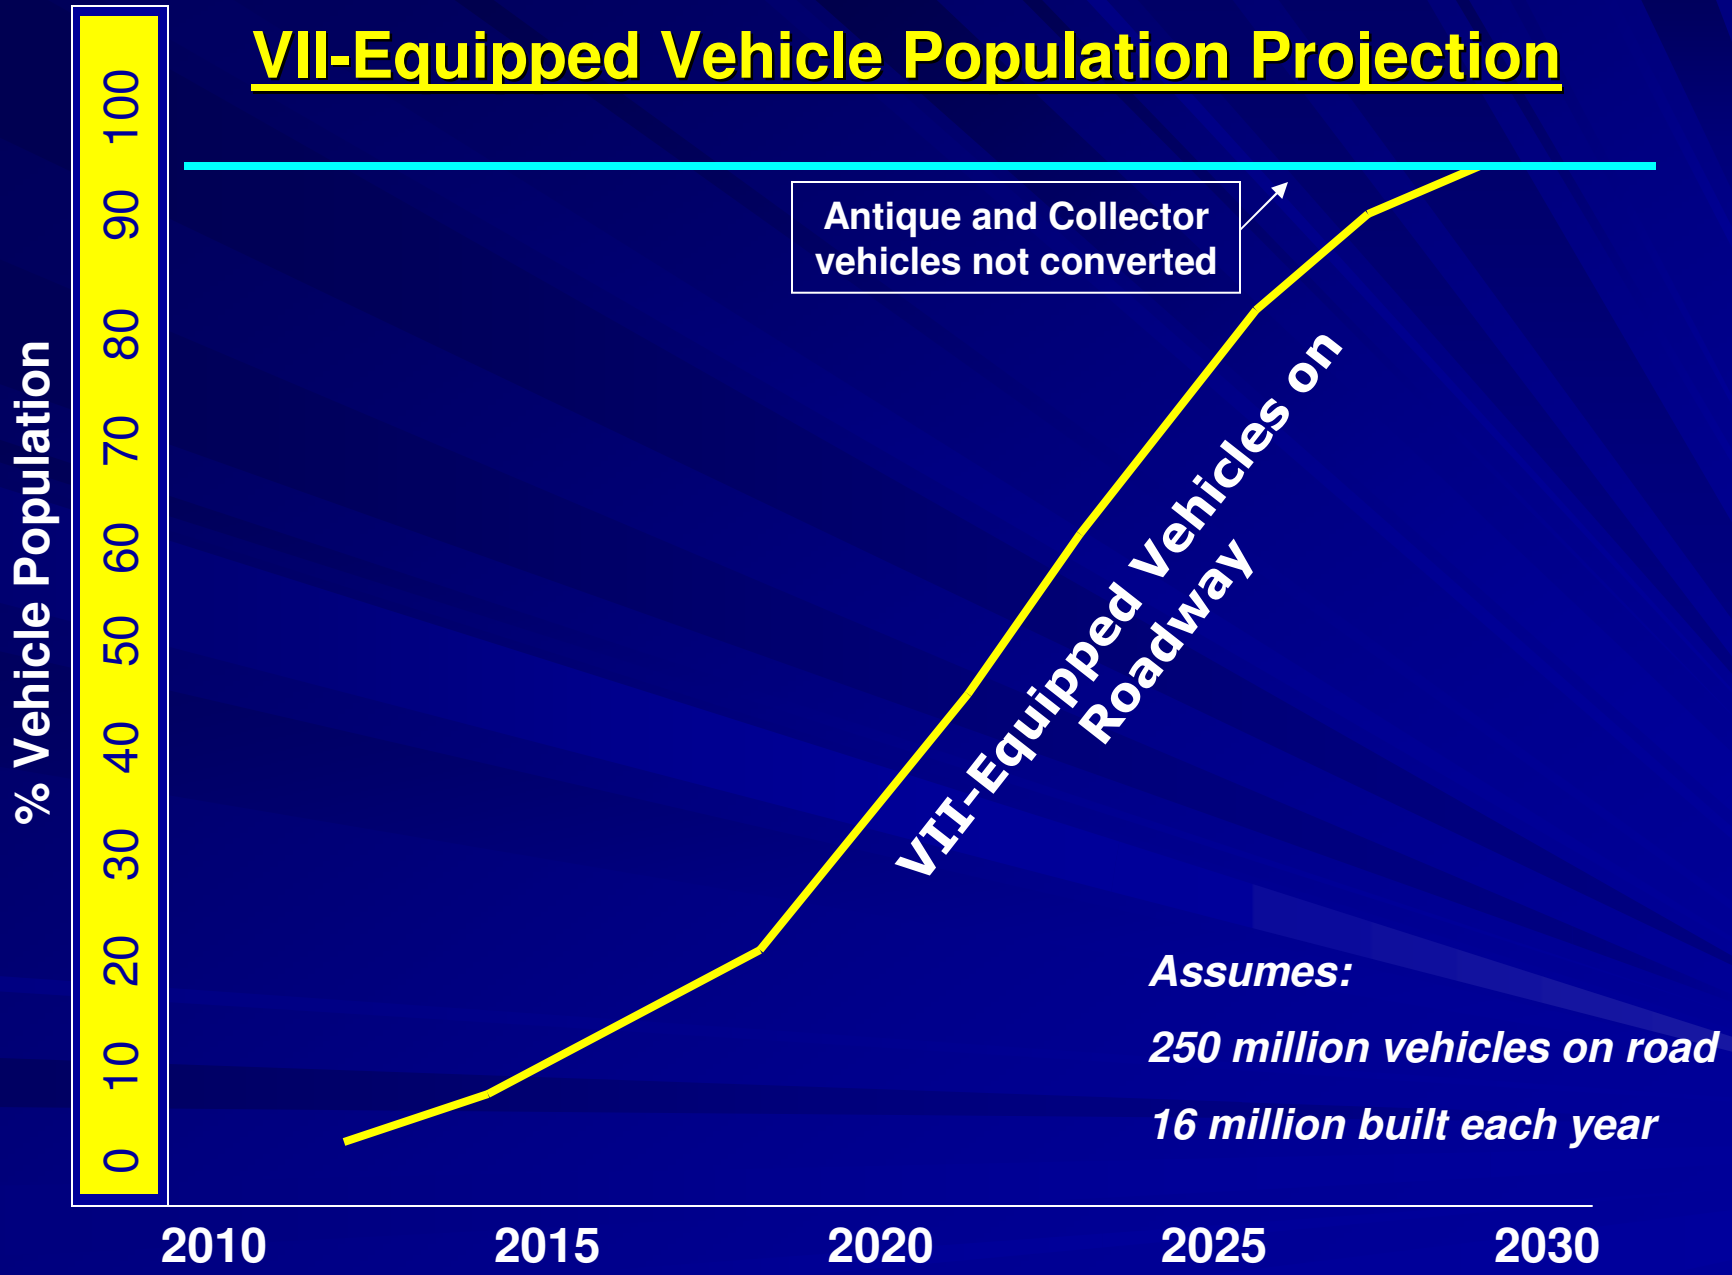 VII-Equipped Vehicle Population Projection
100
90
80
70
60
50
40
30
20
10
0
% Vehicle Population
Antique and Collector
vehicles not converted
VII-Equipped Vehicles on
Roadway
Assumes:
250 million vehicles on road
16 million built each year
2010 2015 2020 2025 2030